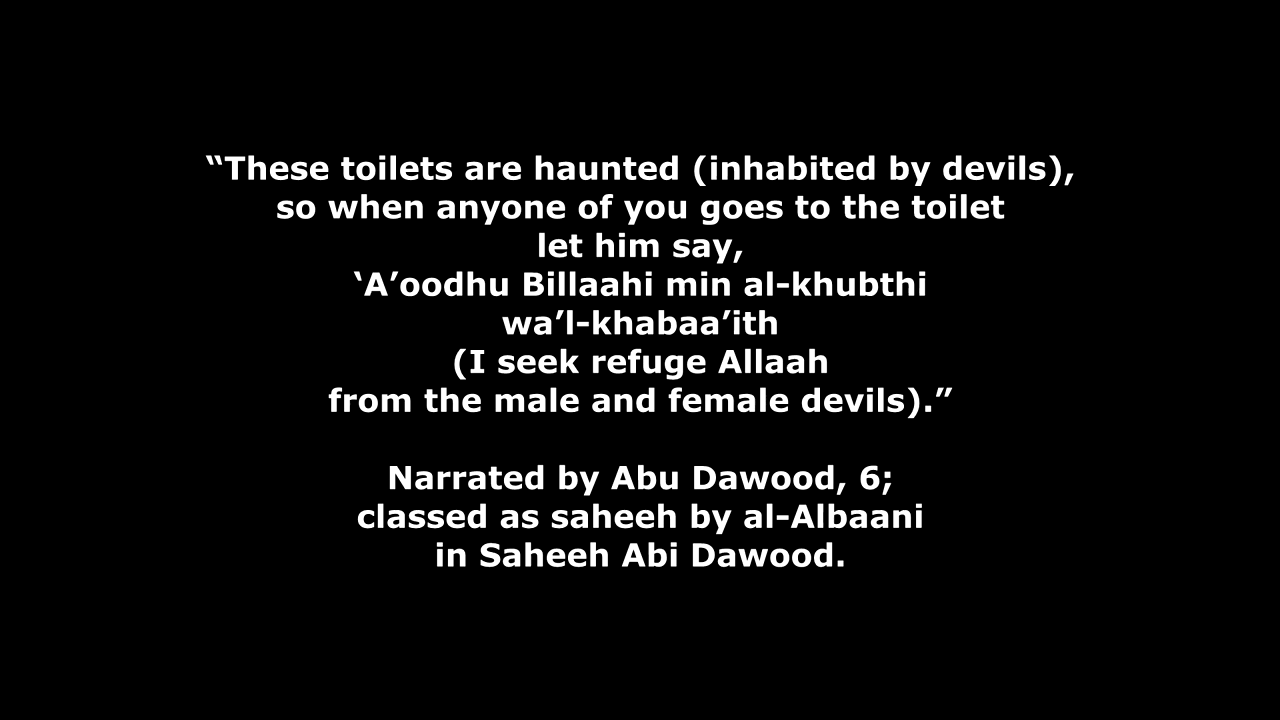 “These toilets are haunted (inhabited by devils),
so when anyone of you goes to the toilet
let him say,
‘A’oodhu Billaahi min al-khubthi
wa’l-khabaa’ith
(I seek refuge Allaah
from the male and female devils).”
Narrated by Abu Dawood, 6;
classed as saheeh by al-Albaani
in Saheeh Abi Dawood.